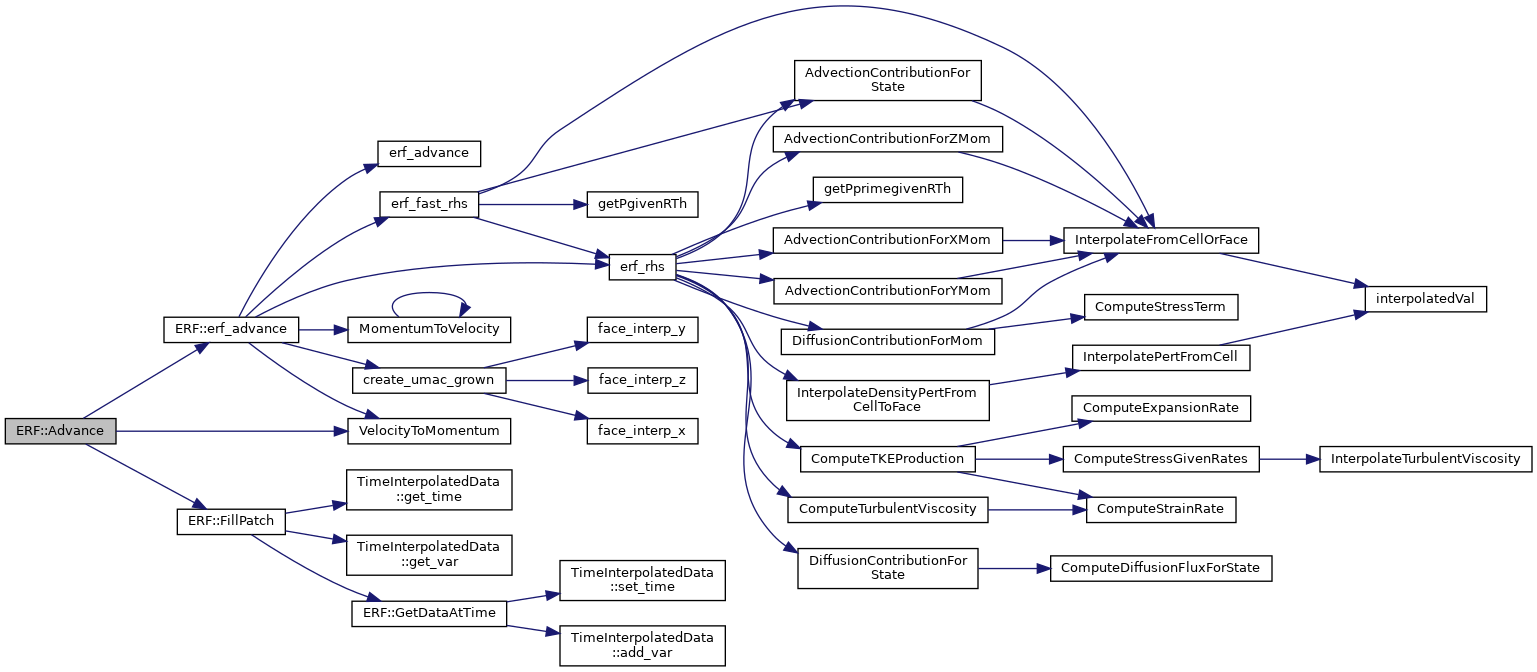 ERF::Advance
ERF::erf_advance
erf_advance
erf_fast_rhs
getPgivenRTh
erf_rhs
AdvectionContributionFor
State
AdvectionContributionForZMom
getPprimegivenRTh
AdvectionContributionForXMom
AdvectionContributionForYMom
DiffusionContributionForMom
InterpolateDensityPertFrom
CellToFace
ComputeTKEProduction
ComputeTurbulentViscosity
DiffusionContributionFor
State
InterpolateFromCellOrFace
ComputeStressTerm
InterpolatePertFromCell
ComputeExpansionRate
ComputeStressGivenRates
ComputeStrainRate
ComputeDiffusionFluxForState
interpolatedVal
InterpolateTurbulentViscosity
MomentumToVelocity
create_umac_grown
face_interp_y
face_interp_z
face_interp_x
VelocityToMomentum
ERF::FillPatch
TimeInterpolatedData
::get_time
TimeInterpolatedData
::get_var
ERF::GetDataAtTime
TimeInterpolatedData
::set_time
TimeInterpolatedData
::add_var